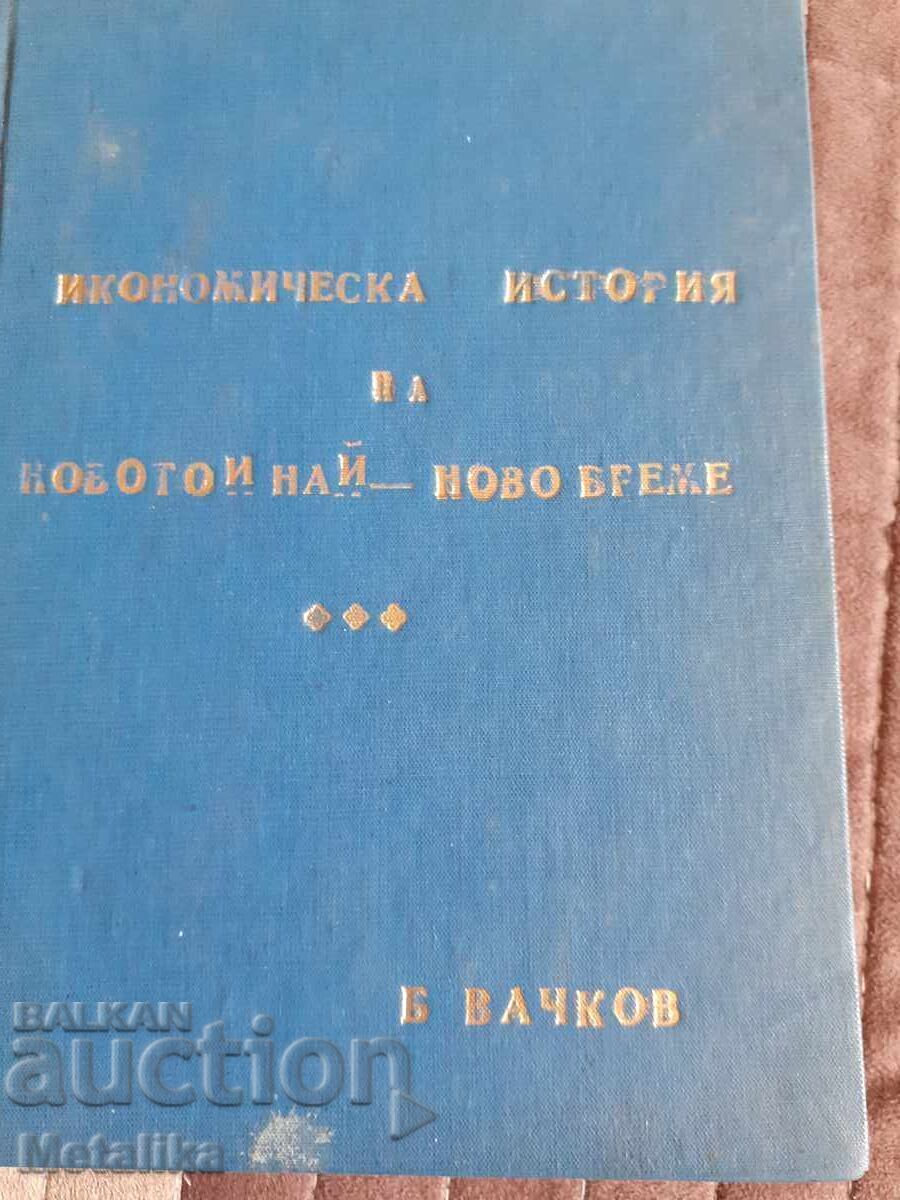 ИКОНОМИЧЕСКА ИСТОРИЯ
НА
НОВОТО И НАЙ— НОВО ВРЕМЕ
Б ВАЧКОВ
BALKAN
auction
Metalika